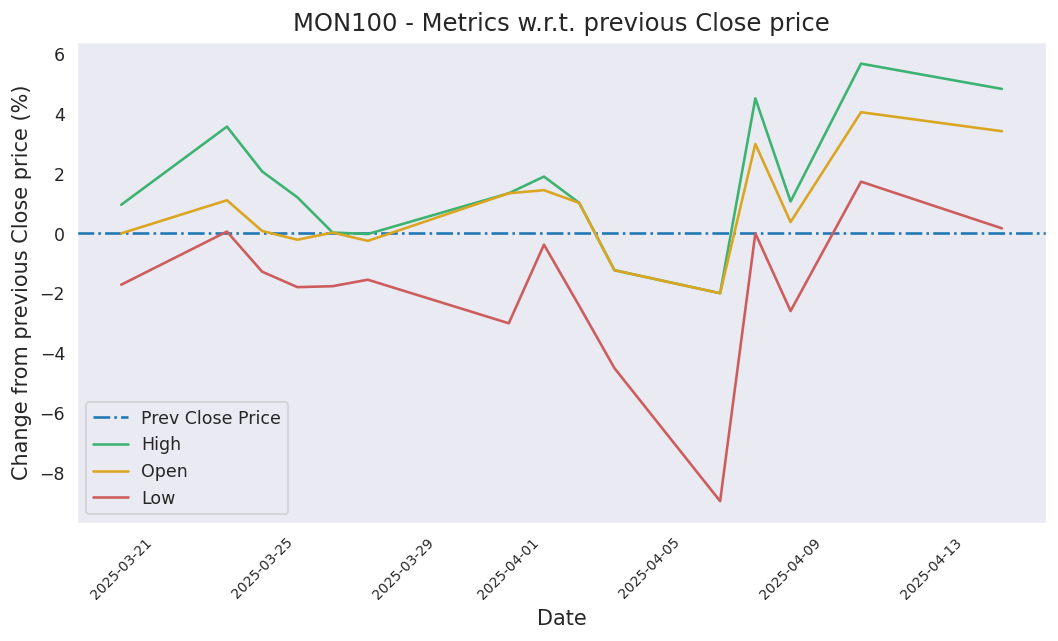 MON100 - Metrics w.r.t. previous Close price
Change from previous Close price (%)
6
4
2
0
−2
−4
−6
−8
Prev Close Price
High
Open
Low
2025-03-21
2025-03-25
2025-03-29
2025-04-01
2025-04-05
2025-04-09
2025-04-13
Date